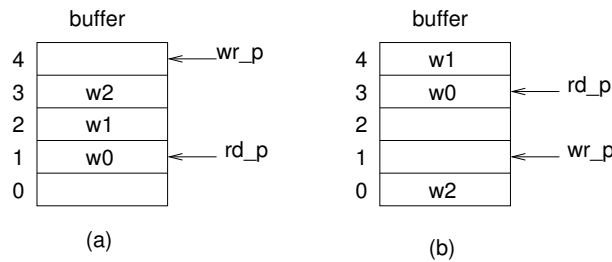 buffer
4 wr_p
3 w2
2 w1
1 w0 rd_p
0
(a)
buffer
4 w1
3 w0 rd_p
2
1 wr_p
0 w2
(b)